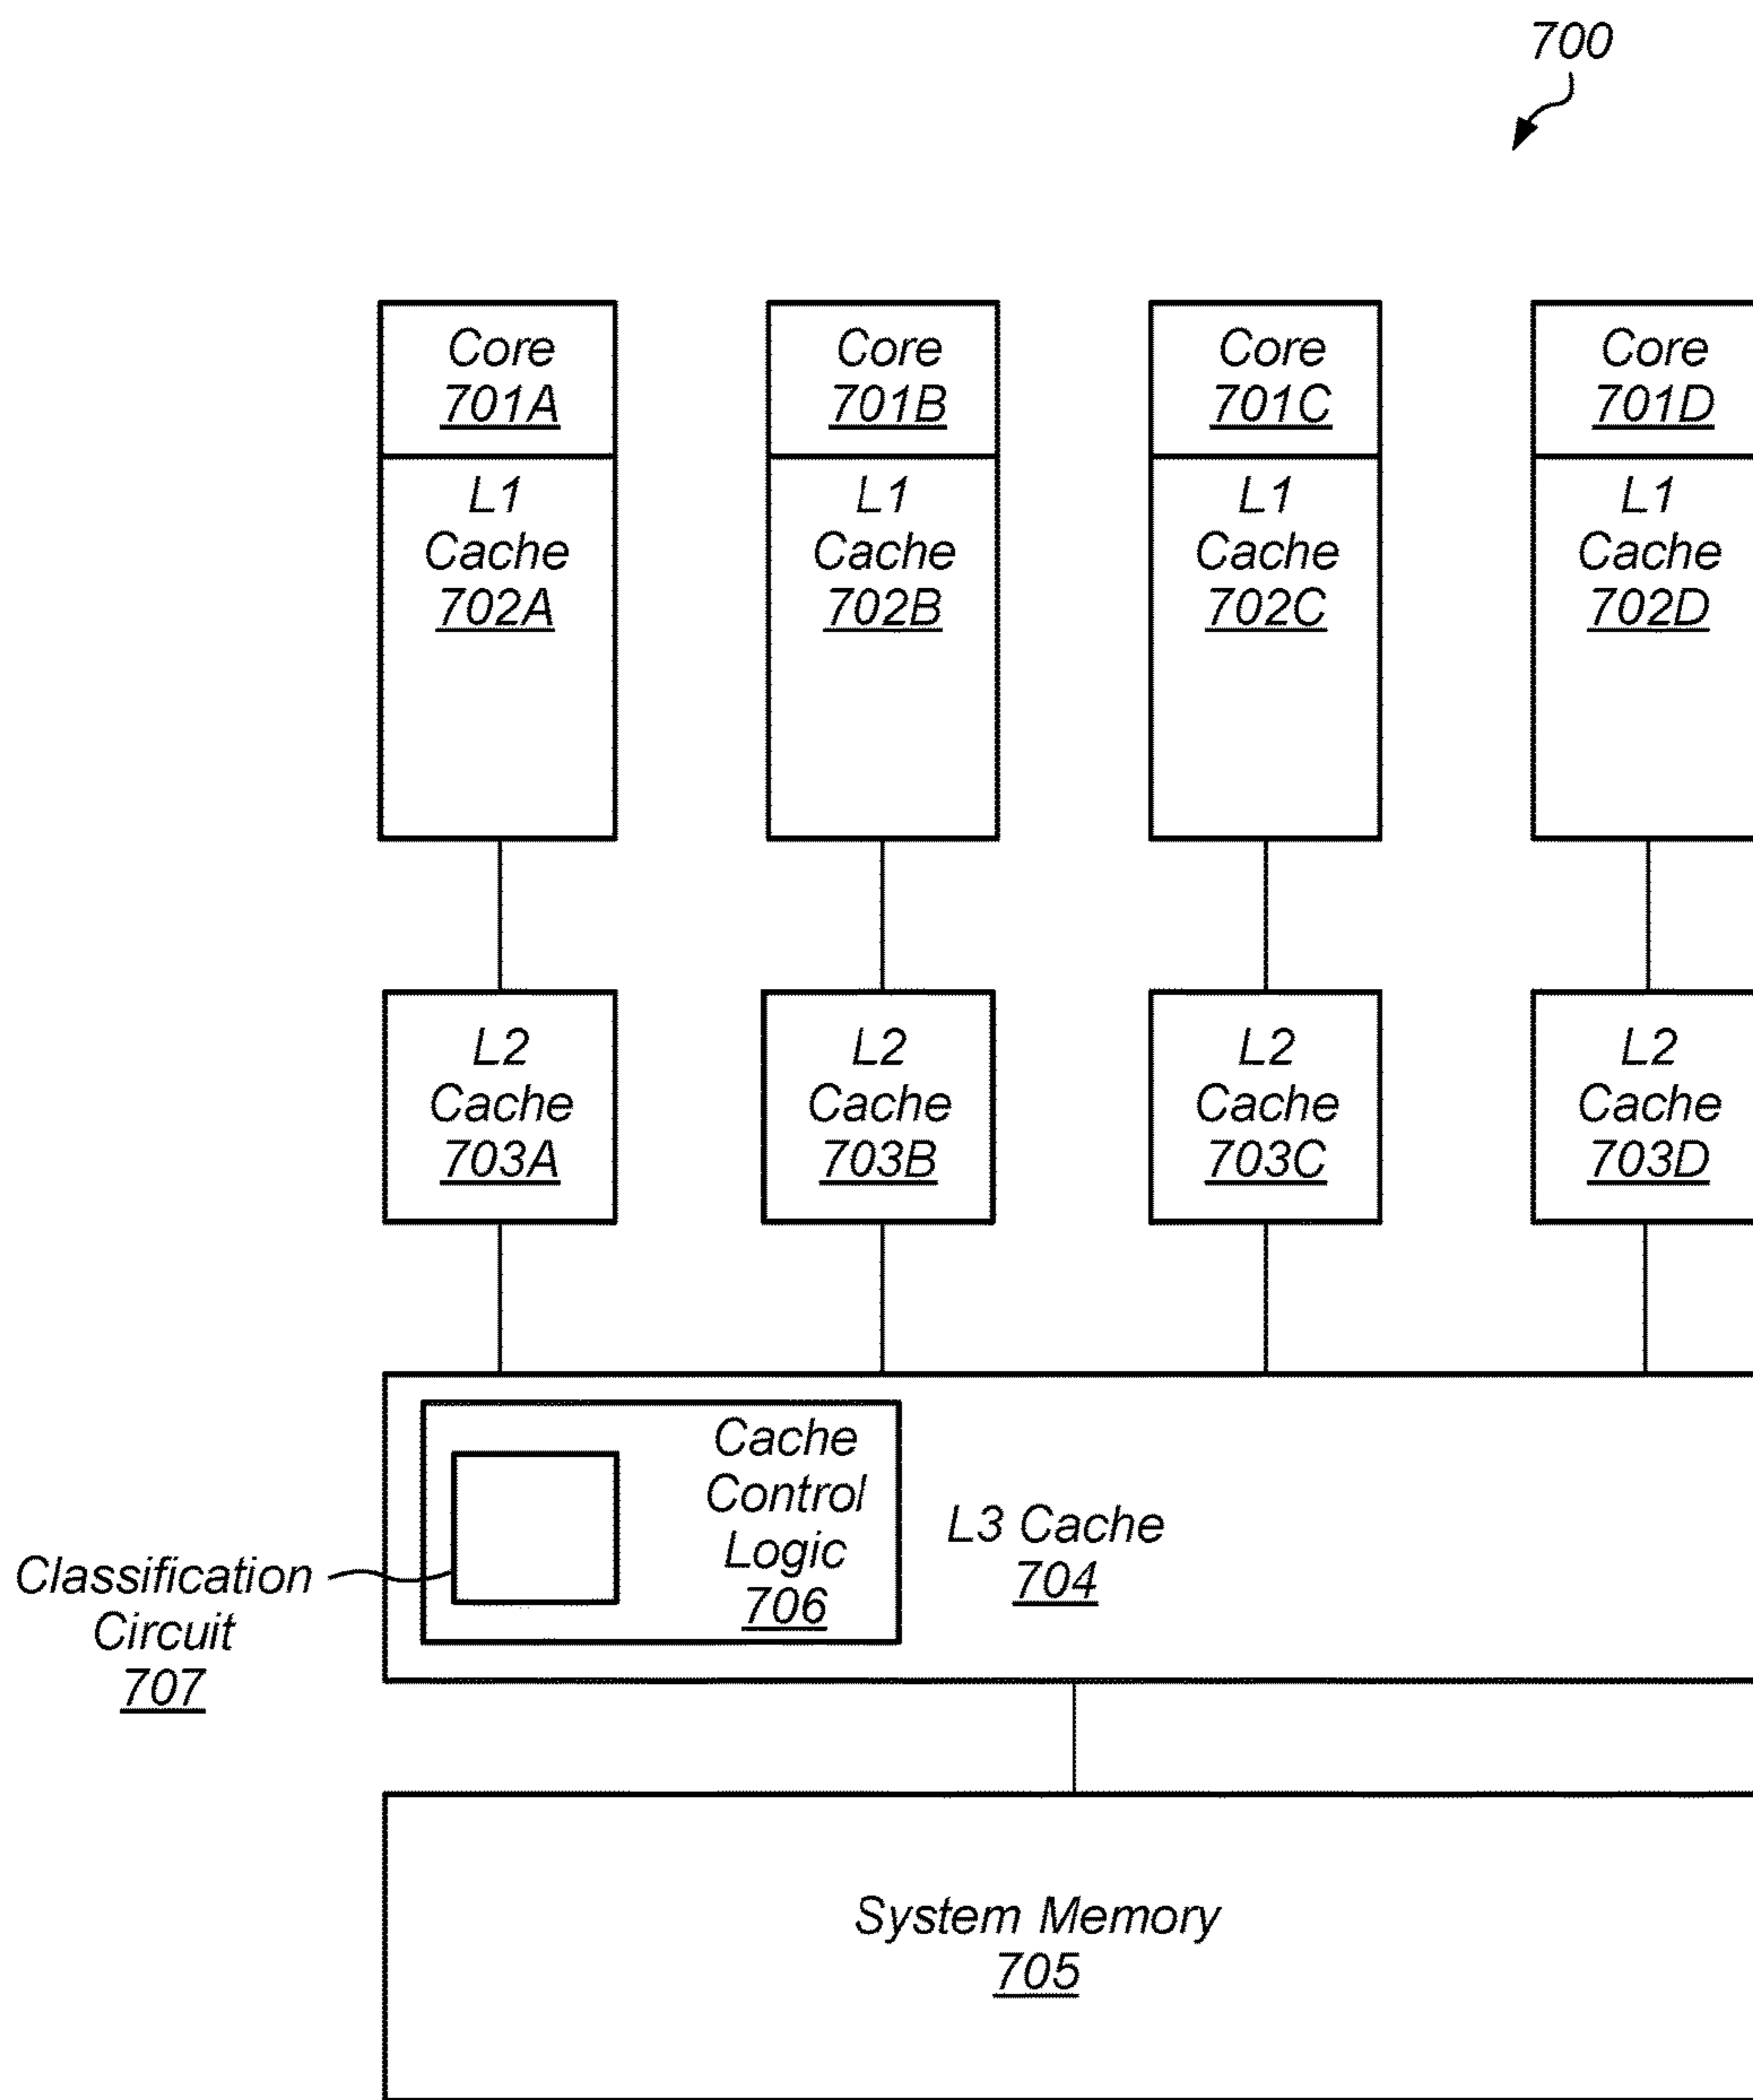 700
Core
701A
Core
701B
Core
701C
Core
701D
L1
Cache
702A
L1
Cache
702B
L1
Cache
702C
L1
Cache
702D
L2
Cache
703A
L2
Cache
703B
L2
Cache
703C
L2
Cache
703D
Cache
Control
Logic
706
L3 Cache
704
Classification
Circuit
707
System Memory
705